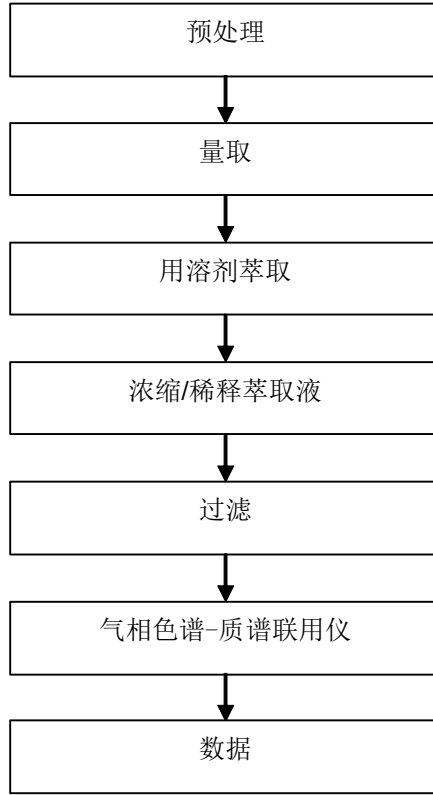 预处理
量取
用溶剂萃取
浓缩/稀释萃取液
过滤
气相色谱-质谱联用仪
数据